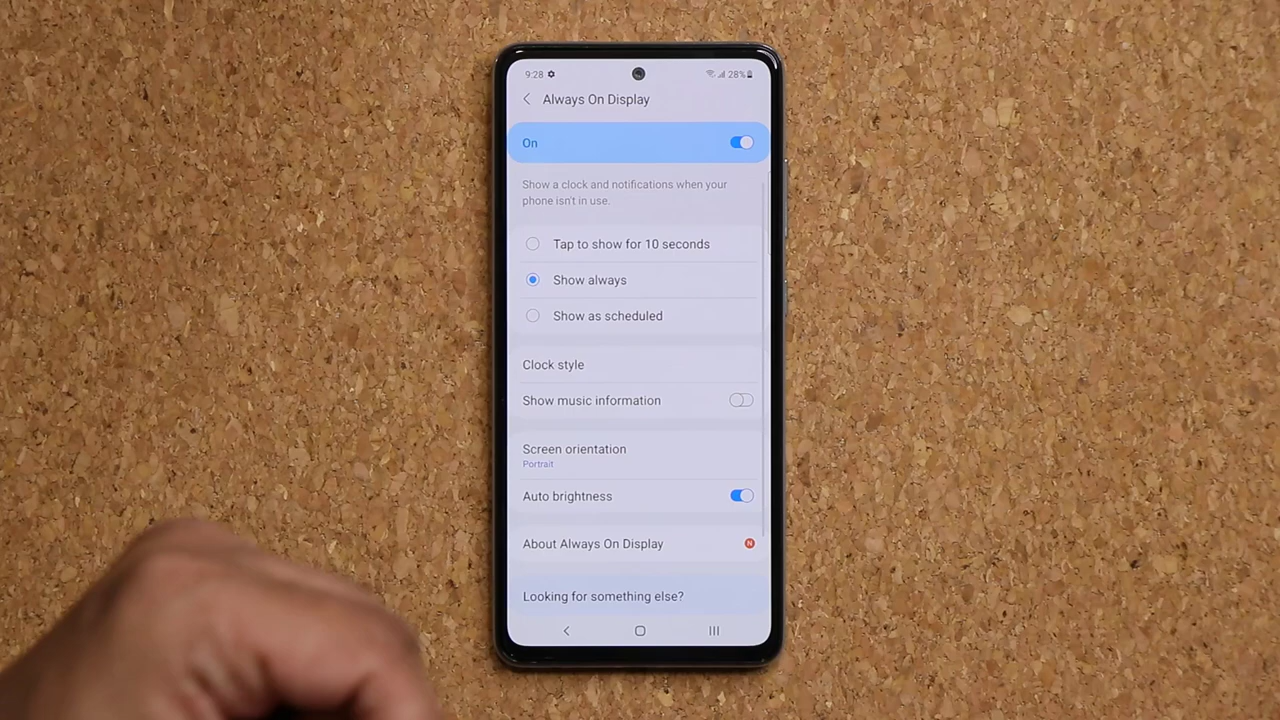 9:28
28%
Always On Display
On
Show a clock and notifications when your
phone isn't in use.
Tap to show for 10 seconds
Show always
Show as scheduled
Clock style
Show music information
Screen orientation
Portrait
Auto brightness
About Always On Display
N
Looking for something else?